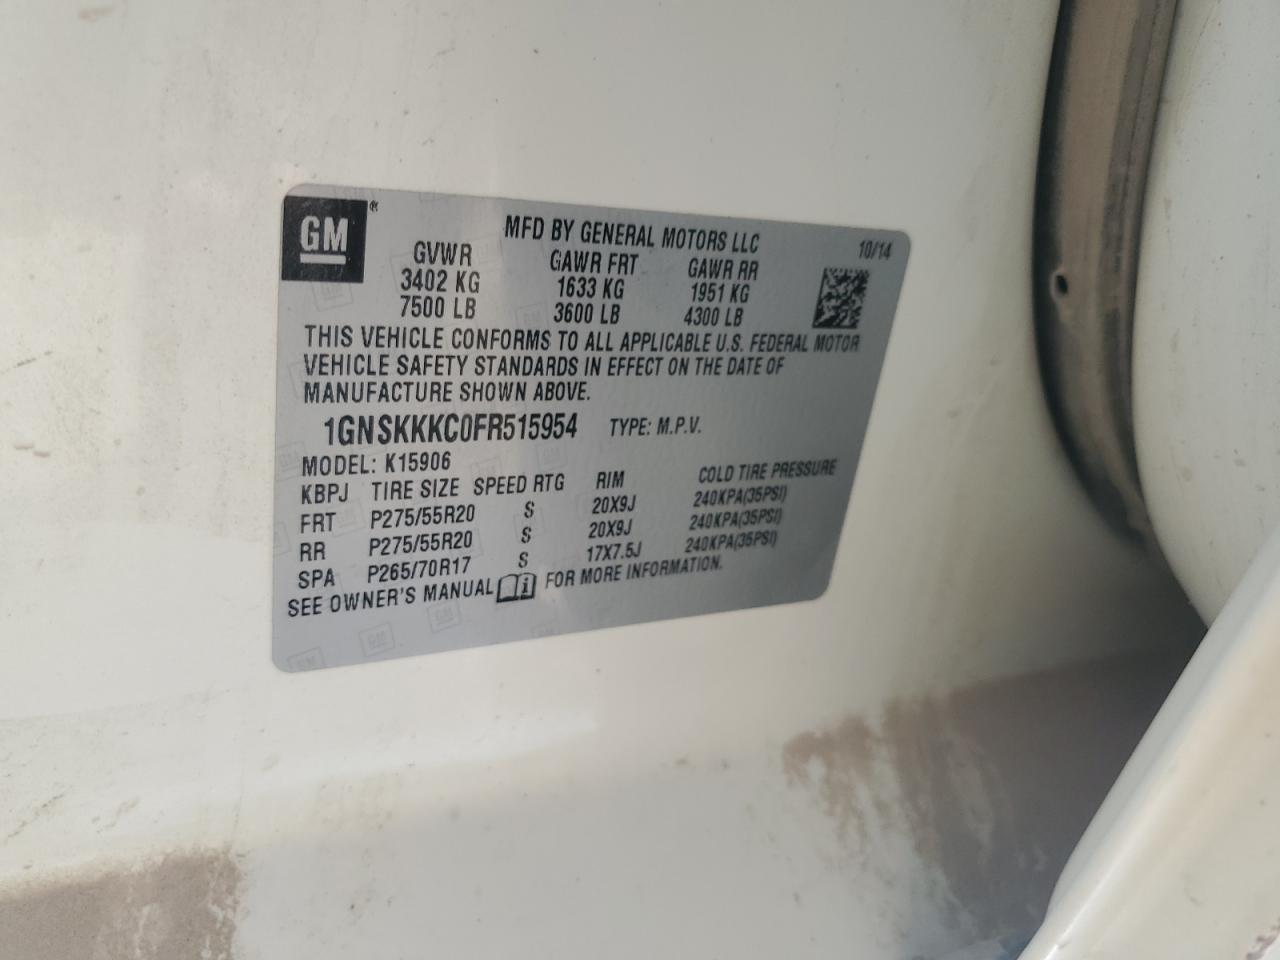 GM®
MFD BY GENERAL MOTORS LLC 10/14
GVWR GAWR FRT GAWR RR
3402 KG 1633 KG 1951 KG
7500 LB 3600 LB 4300 LB
THIS VEHICLE CONFORMS TO ALL APPLICABLE U.S. FEDERAL MOTOR
VEHICLE SAFETY STANDARDS IN EFFECT ON THE DATE OF
MANUFACTURE SHOWN ABOVE.
1GNSKKKC0FR515954 TYPE: M.P.V.
MODEL: K15906
KBPJ TIRE SIZE SPEED RTG RIM COLD TIRE PRESSURE
FRT P275/55R20 S 20X9J 240KPA(35PSI)
RR P275/55R20 S 20X9J 240KPA(35PSI)
SPA P265/70R17 S 17X7.5J 240KPA(35PSI)
SEE OWNER'S MANUAL FOR MORE INFORMATION.
GM GM GM